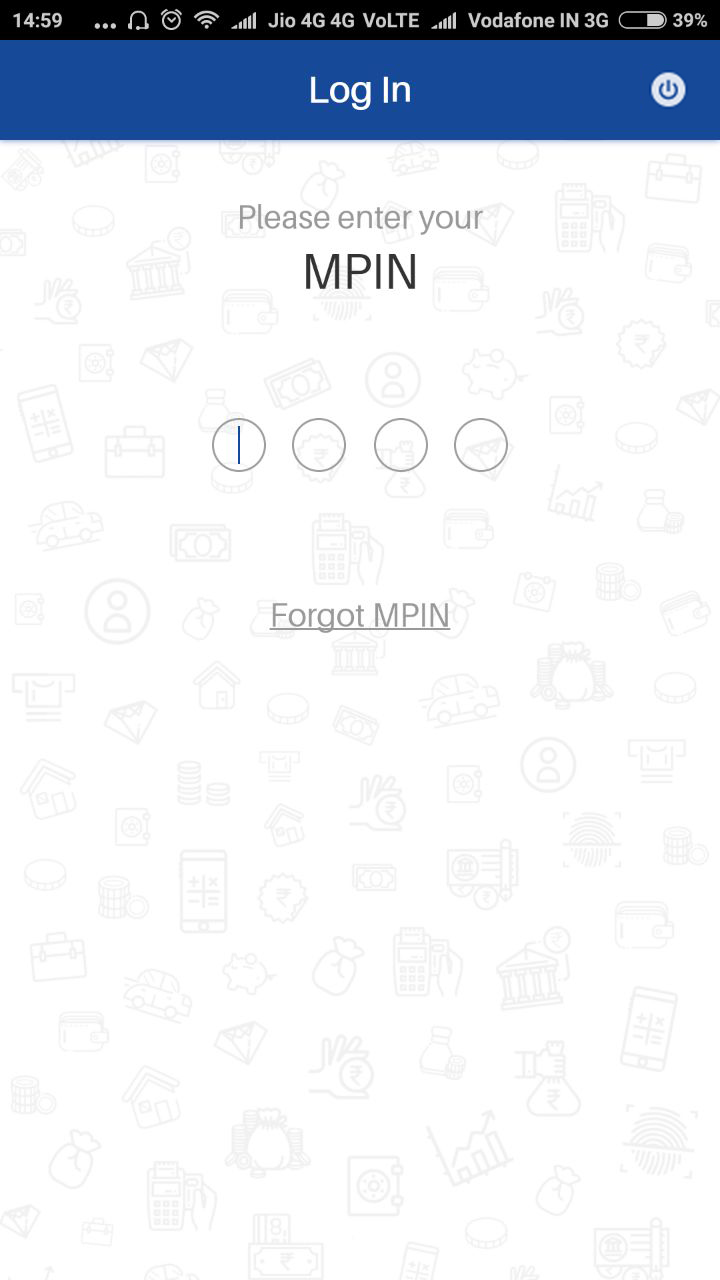 14:59 ... Jio 4G 4G VoLTE Vodafone IN 3G 39%
Log In
Please enter your
MPIN
Forgot MPIN